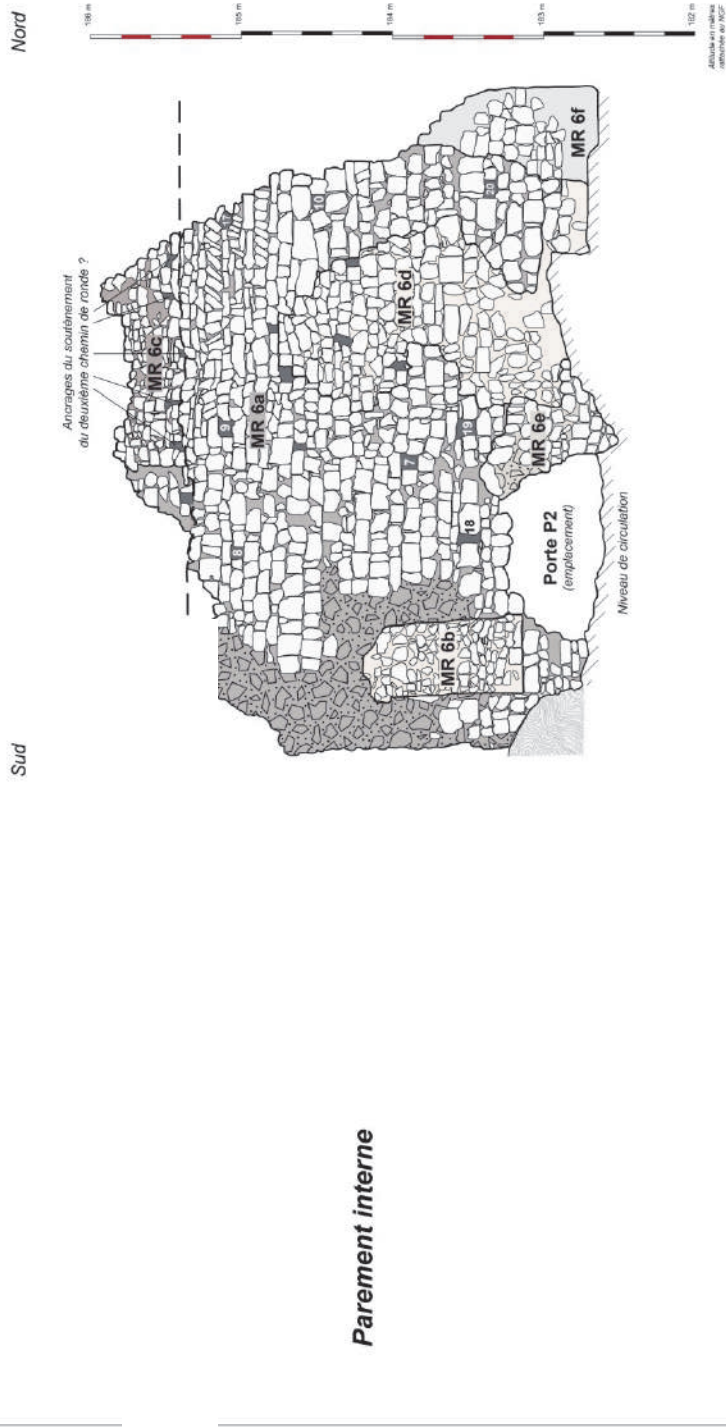 Parement interne
Sud
Nord
Ancrages du soutènement
du deuxième chemin de ronde ?
MR 6c
17
8
9
MR 6a
10
MR 6d
7
18
19
20
MR 6b
MR 6e
Porte P2
(emplacement)
MR 6f
Niveau de circulation
186 m
185 m
184 m
183 m
182 m
Altitude en mètres
rattachée au NGF